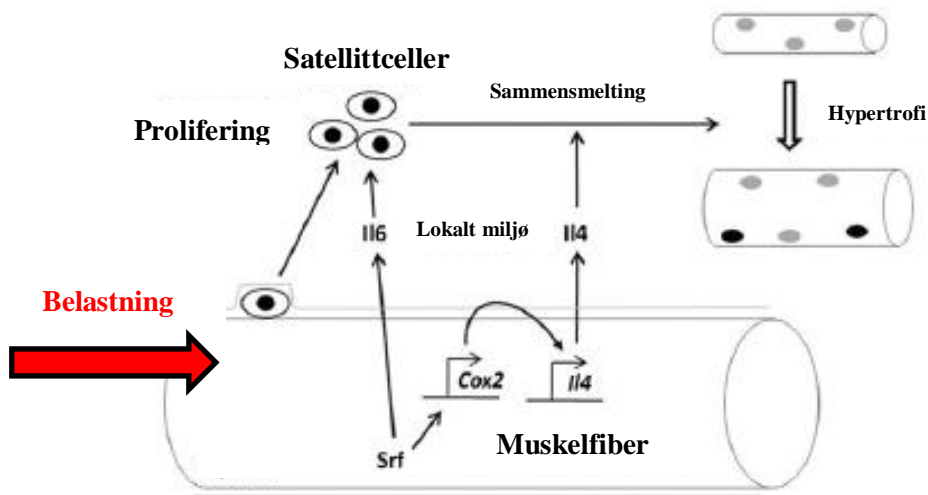 Satellittceller
Sammensmelting
Hypertrofi
Prolifering
Il6
Lokalt miljø
Il4
Belastning
Cox2
Il4
Muskelfiber
Srf